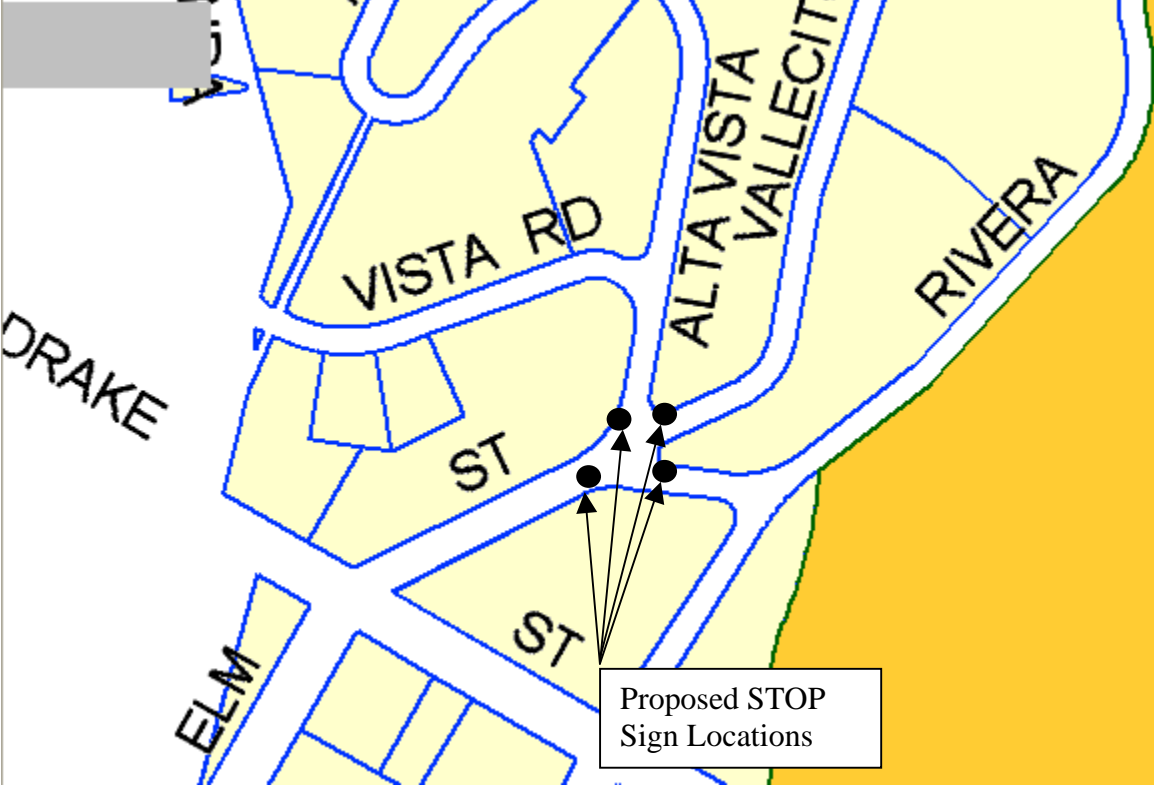 ALTA VISTA
VALLECIT
RIVERA
VISTA RD
DRAKE
ST
ST
ELM
Proposed STOP
Sign Locations